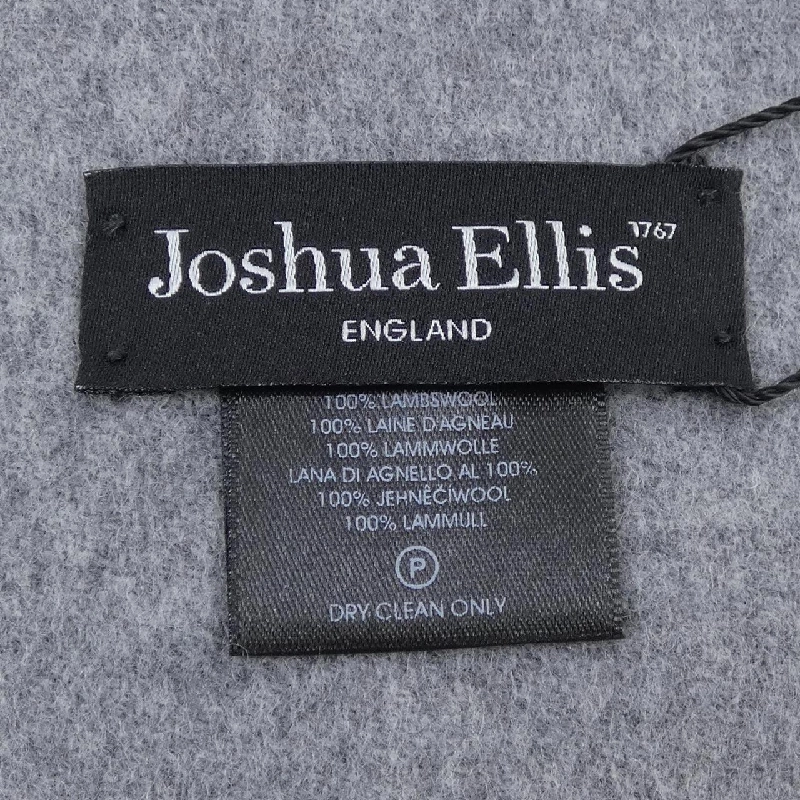 Joshua Ellis 1767
ENGLAND
100% LAMBSWOOL
100% LAINE D'AGNEAU
100% LAMMWOLLE
LANA DI AGNELLO AL 100%
100% JEHNĚČÍWOOL
100% LAMMULL
P
DRY CLEAN ONLY